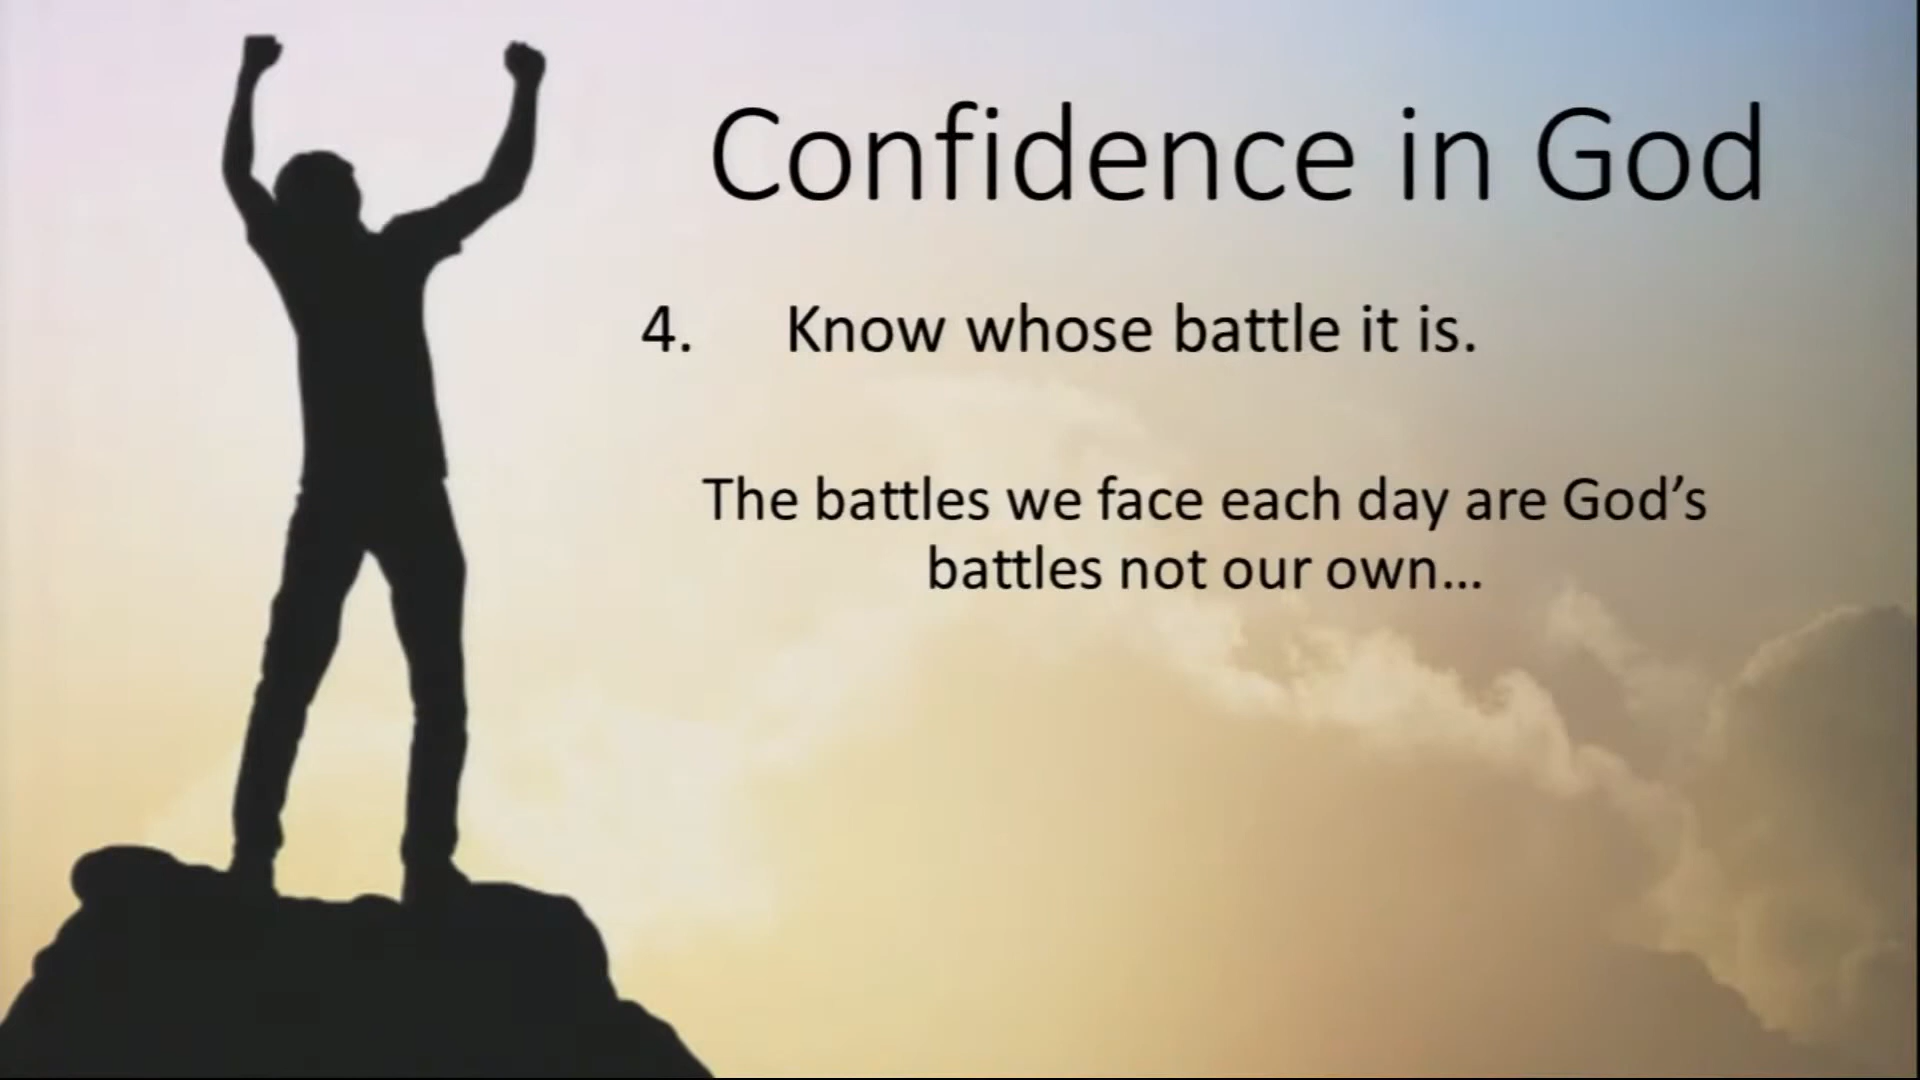 Confidence in God
4. Know whose battle it is.
The battles we face each day are God’s
battles not our own…